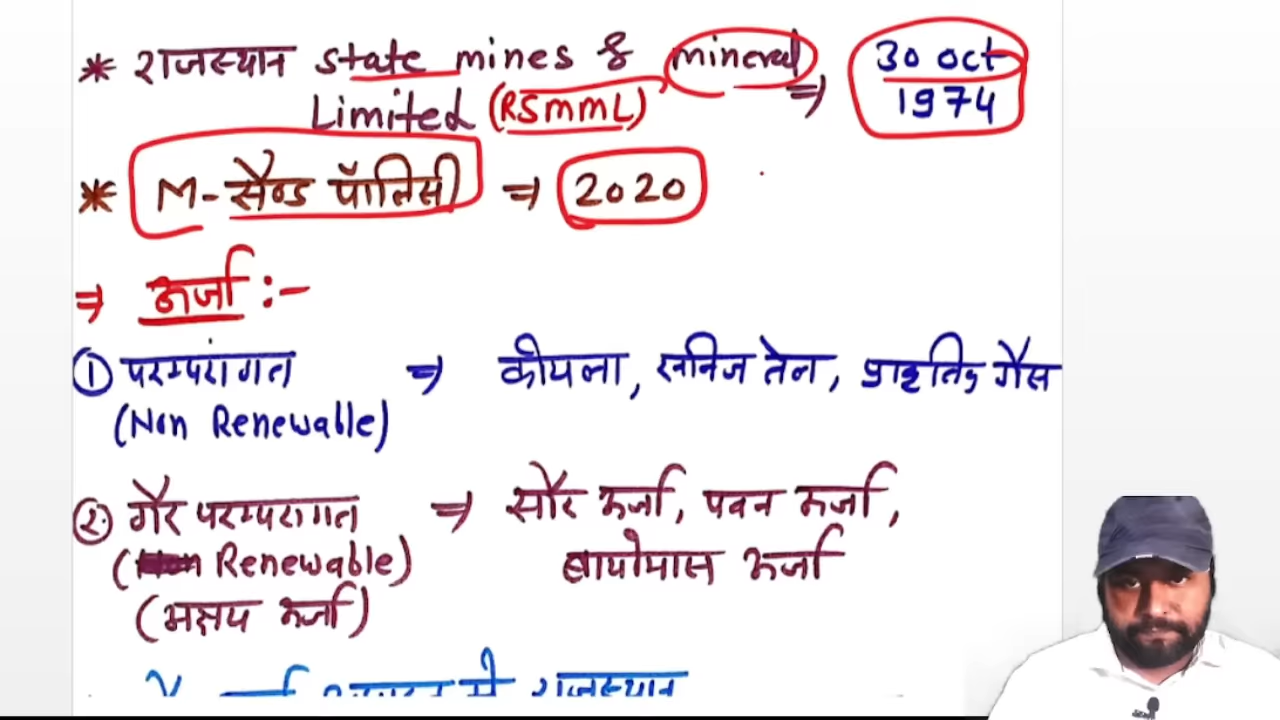 * राजस्थान state mines & mineral ⇒ 30 oct
Limited (RSMML) 1974
* M-सैण्ड पॉलिसी ⇒ 2020
⇒ ऊर्जा :-
① परम्परांगत ⇒ कोयला, खनिज तेल, प्राकृतिक गैस
(Non Renewable)
② गैर परम्परागत ⇒ सौर ऊर्जा, पवन ऊर्जा,
(Renewable) बायोमास ऊर्जा
(अक्षय ऊर्जा)
में राजस्थान